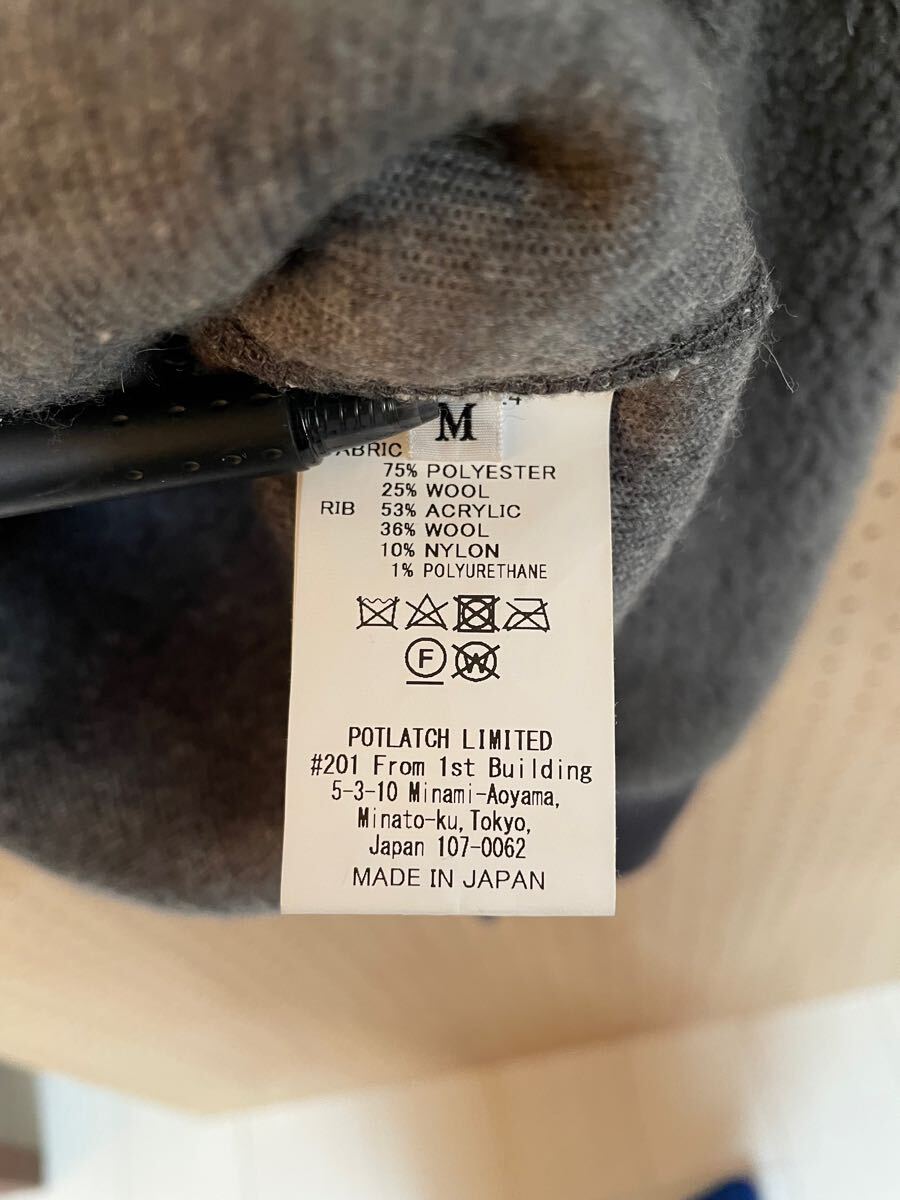 M
75% POLYESTER
25% WOOL
RIB 53% ACRYLIC
36% WOOL
10% NYLON
1% POLYURETHANE
F W
POTLATCH LIMITED
#201 From 1st Building
5-3-10 Minami-Aoyama,
Minato-ku, Tokyo,
Japan 107-0062
MADE IN JAPAN